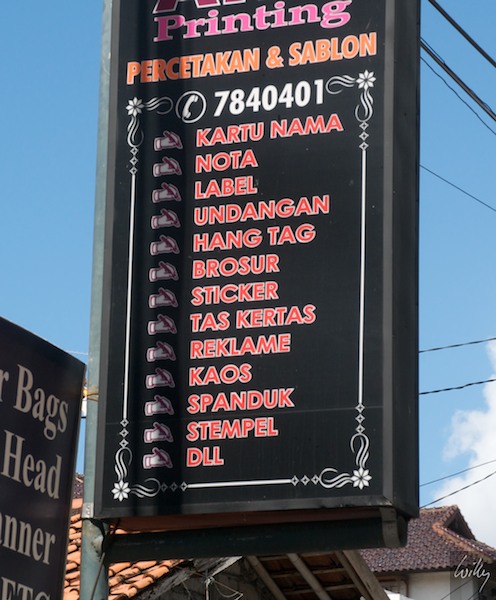 Printing
PERCETAKAN & SABLON
7840401
KARTU NAMA
NOTA
LABEL
UNDANGAN
HANG TAG
BROSUR
STICKER
TAS KERTAS
REKLAME
KAOS
SPANDUK
STEMPEL
DLL
Bags
Head
Willy